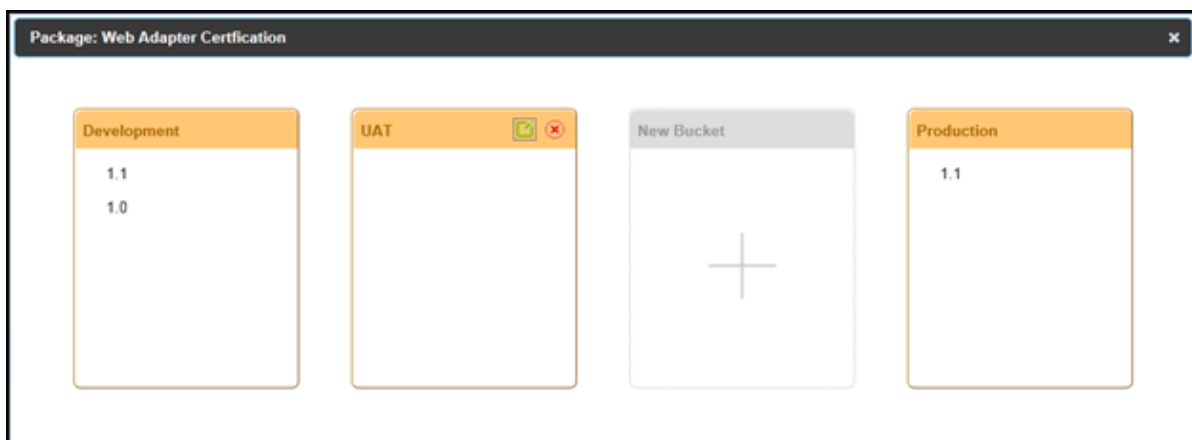 Package: Web Adapter Certfication
Development
1.1
1.0
UAT
New Bucket
Production
1.1